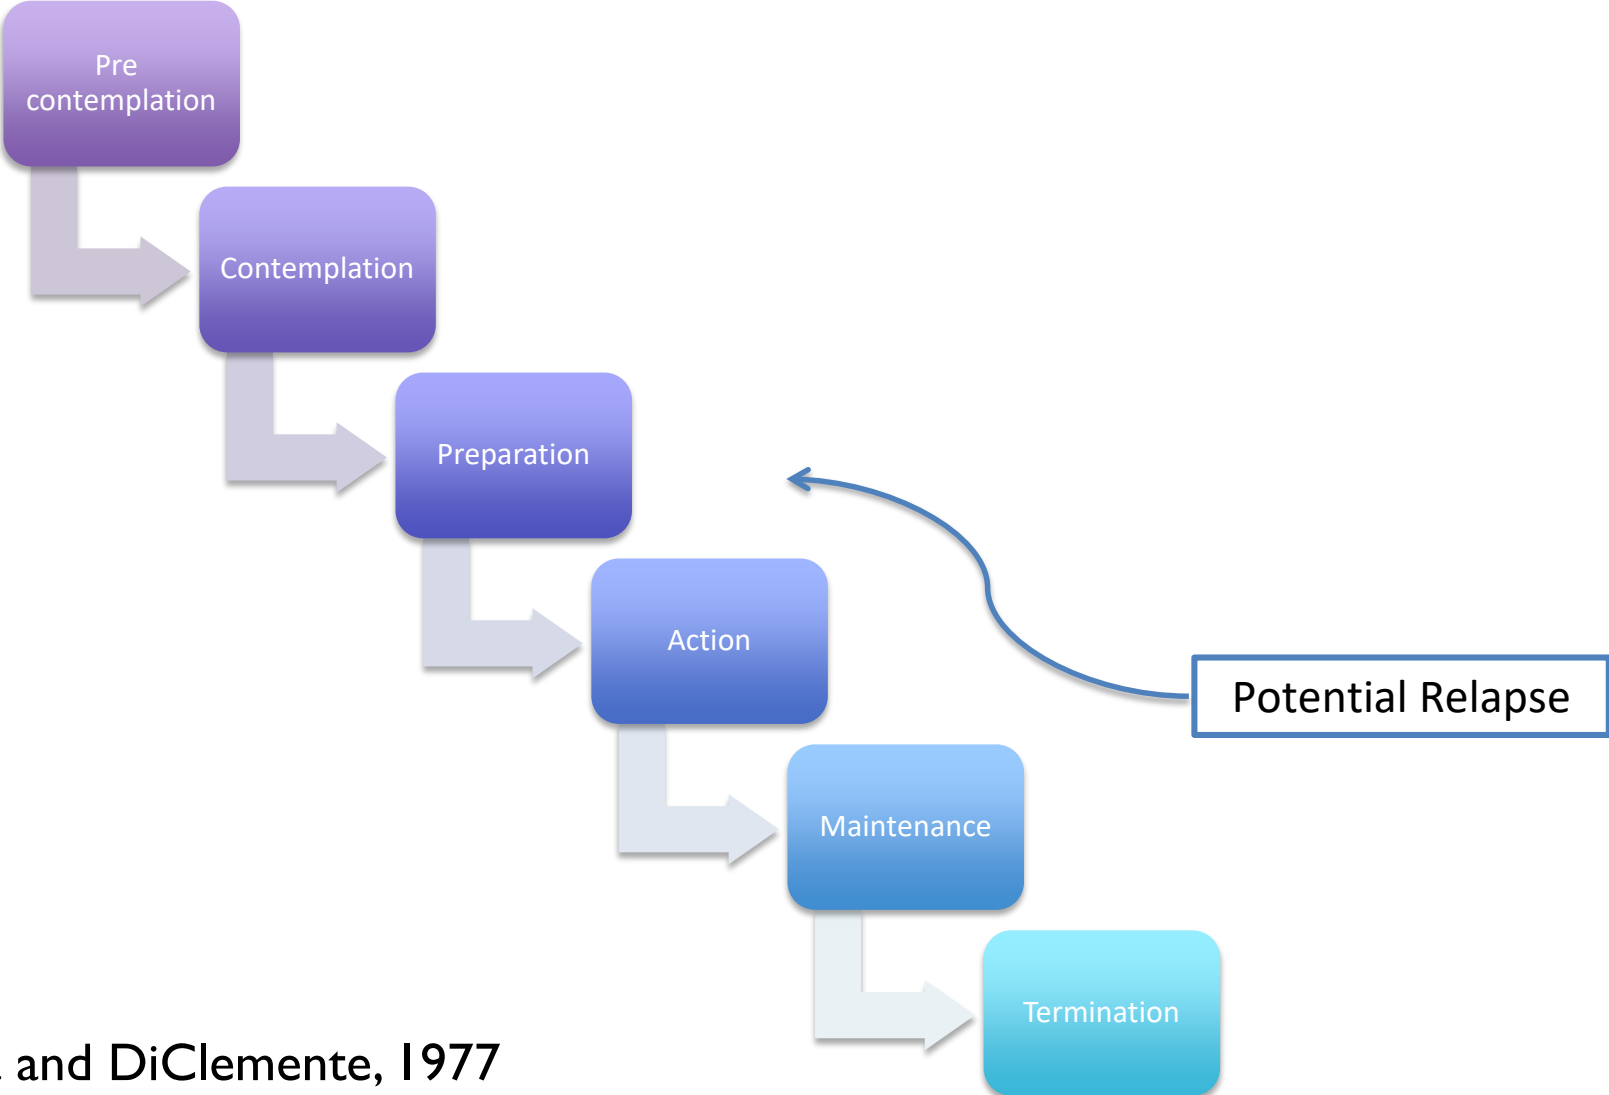 Pre
contemplation
Contemplation
Preparation
Action
Potential Relapse
Maintenance
Termination
and DiClemente, 1977